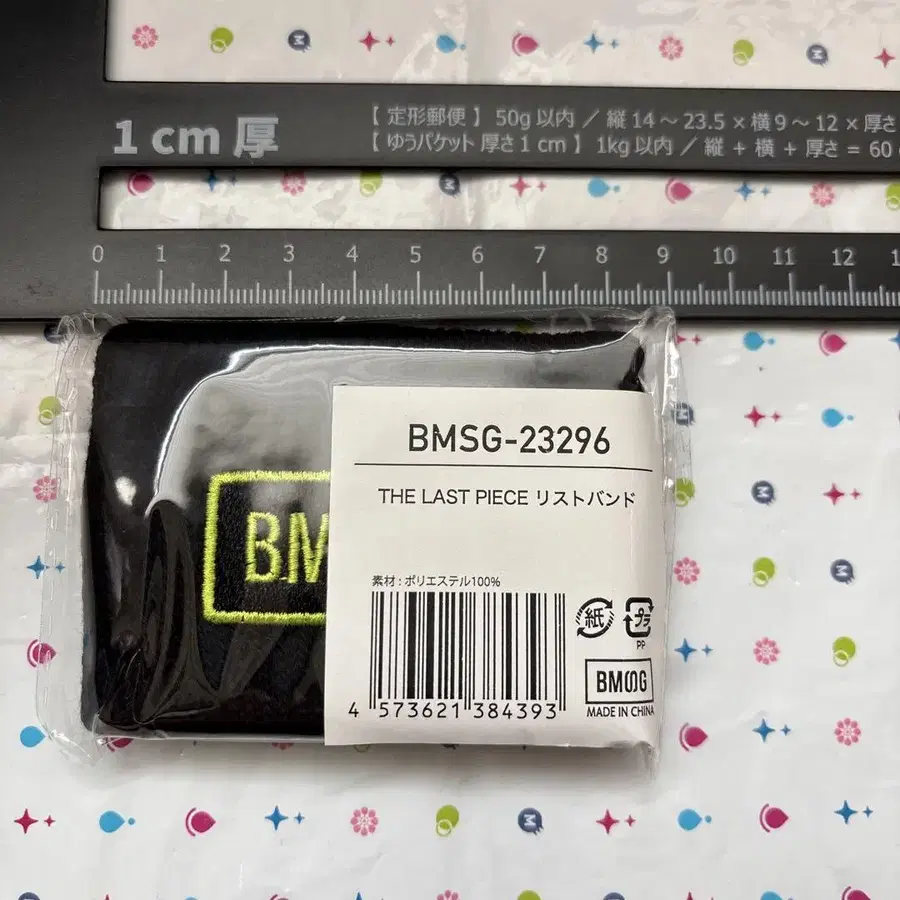 1 cm 厚
【 定形郵便 】 50g 以内 ／ 縦 14 ～ 23.5 × 横 9 ～ 12 × 厚さ
【 ゆうパケット 厚さ 1 cm 】 1kg 以内 ／ 縦 ＋ 横 ＋ 厚さ = 60
0 1 2 3 4 5 6 7 8 9 10 11 12
BMSG-23296
THE LAST PIECE リストバンド
BM
素材 : ポリエステル100%
紙
プラ
PP
BMSG
MADE IN CHINA
4 573621 384393